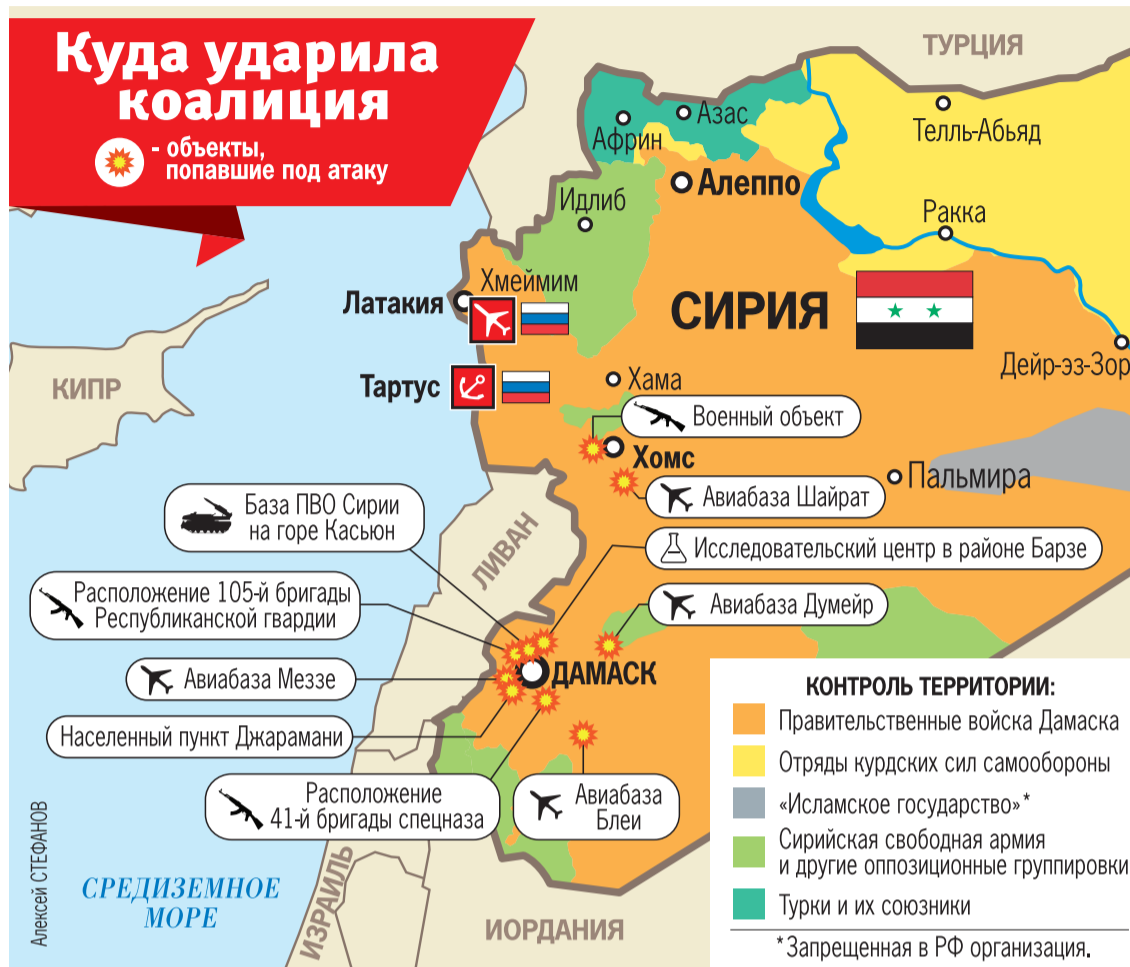 Куда ударила
коалиция
- объекты,
попавшие под атаку
ТУРЦИЯ
Азас
Африн
Телль-Абьяд
Алеппо
Идлиб
Ракка
Хмеймим
Латакия
СИРИЯ
Дейр-эз-Зор
КИПР
Тартус
Хама
Военный объект
Хомс
Пальмира
Авиабаза Шайрат
База ПВО Сирии
на горе Касьюн
ЛИВАН
Исследовательский центр в районе Барзе
Расположение 105-й бригады
Республиканской гвардии
Авиабаза Думейр
Авиабаза Меззе
ДАМАСК
Населенный пункт Джарамани
Расположение
41-й бригады спецназа
Авиабаза
Блеи
КОНТРОЛЬ ТЕРРИТОРИИ:
Правительственные войска Дамаска
Отряды курдских сил самообороны
«Исламское государство»*
Сирийская свободная армия
и другие оппозиционные группировки
Турки и их союзники
*Запрещенная в РФ организация.
СРЕДИЗЕМНОЕ
МОРЕ
ИЗРАИЛЬ
ИОРДАНИЯ
Алексей СТЕФАНОВ